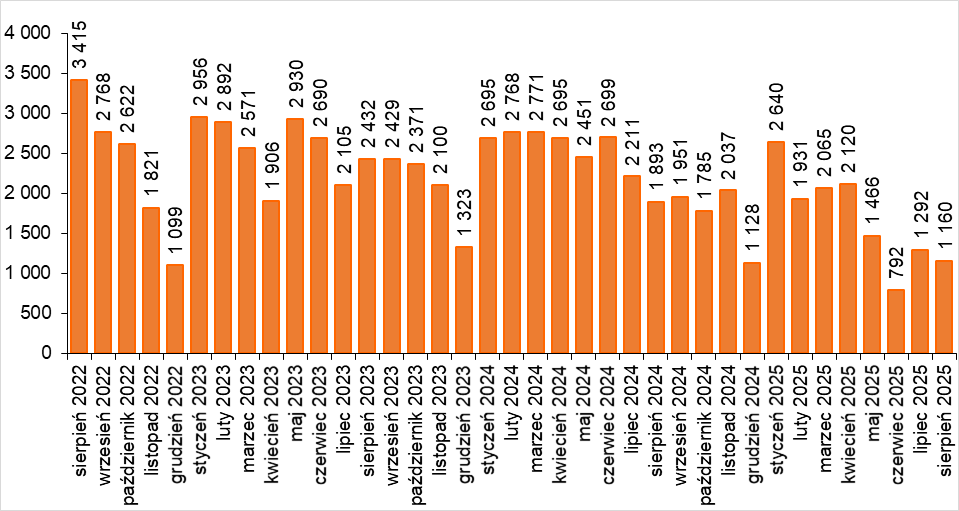 4 000
3 500
3 000
2 500
2 000
1 500
1 000
500
0
3 415
2 768
2 622
1 821
1 099
2 956
2 892
2 571
1 906
2 930
2 690
2 105
2 432
2 429
2 371
2 100
1 323
2 695
2 768
2 771
2 695
2 451
2 699
2 211
1 893
1 951
1 785
2 037
1 128
2 640
1 931
2 065
2 120
1 466
792
1 292
1 160
sierpień 2022
wrzesień 2022
październik 2022
listopad 2022
grudzień 2022
styczeń 2023
luty 2023
marzec 2023
kwiecień 2023
maj 2023
czerwiec 2023
lipiec 2023
sierpień 2023
wrzesień 2023
październik 2023
listopad 2023
grudzień 2023
styczeń 2024
luty 2024
marzec 2024
kwiecień 2024
maj 2024
czerwiec 2024
lipiec 2024
sierpień 2024
wrzesień 2024
październik 2024
listopad 2024
grudzień 2024
styczeń 2025
luty 2025
marzec 2025
kwiecień 2025
maj 2025
czerwiec 2025
lipiec 2025
sierpień 2025